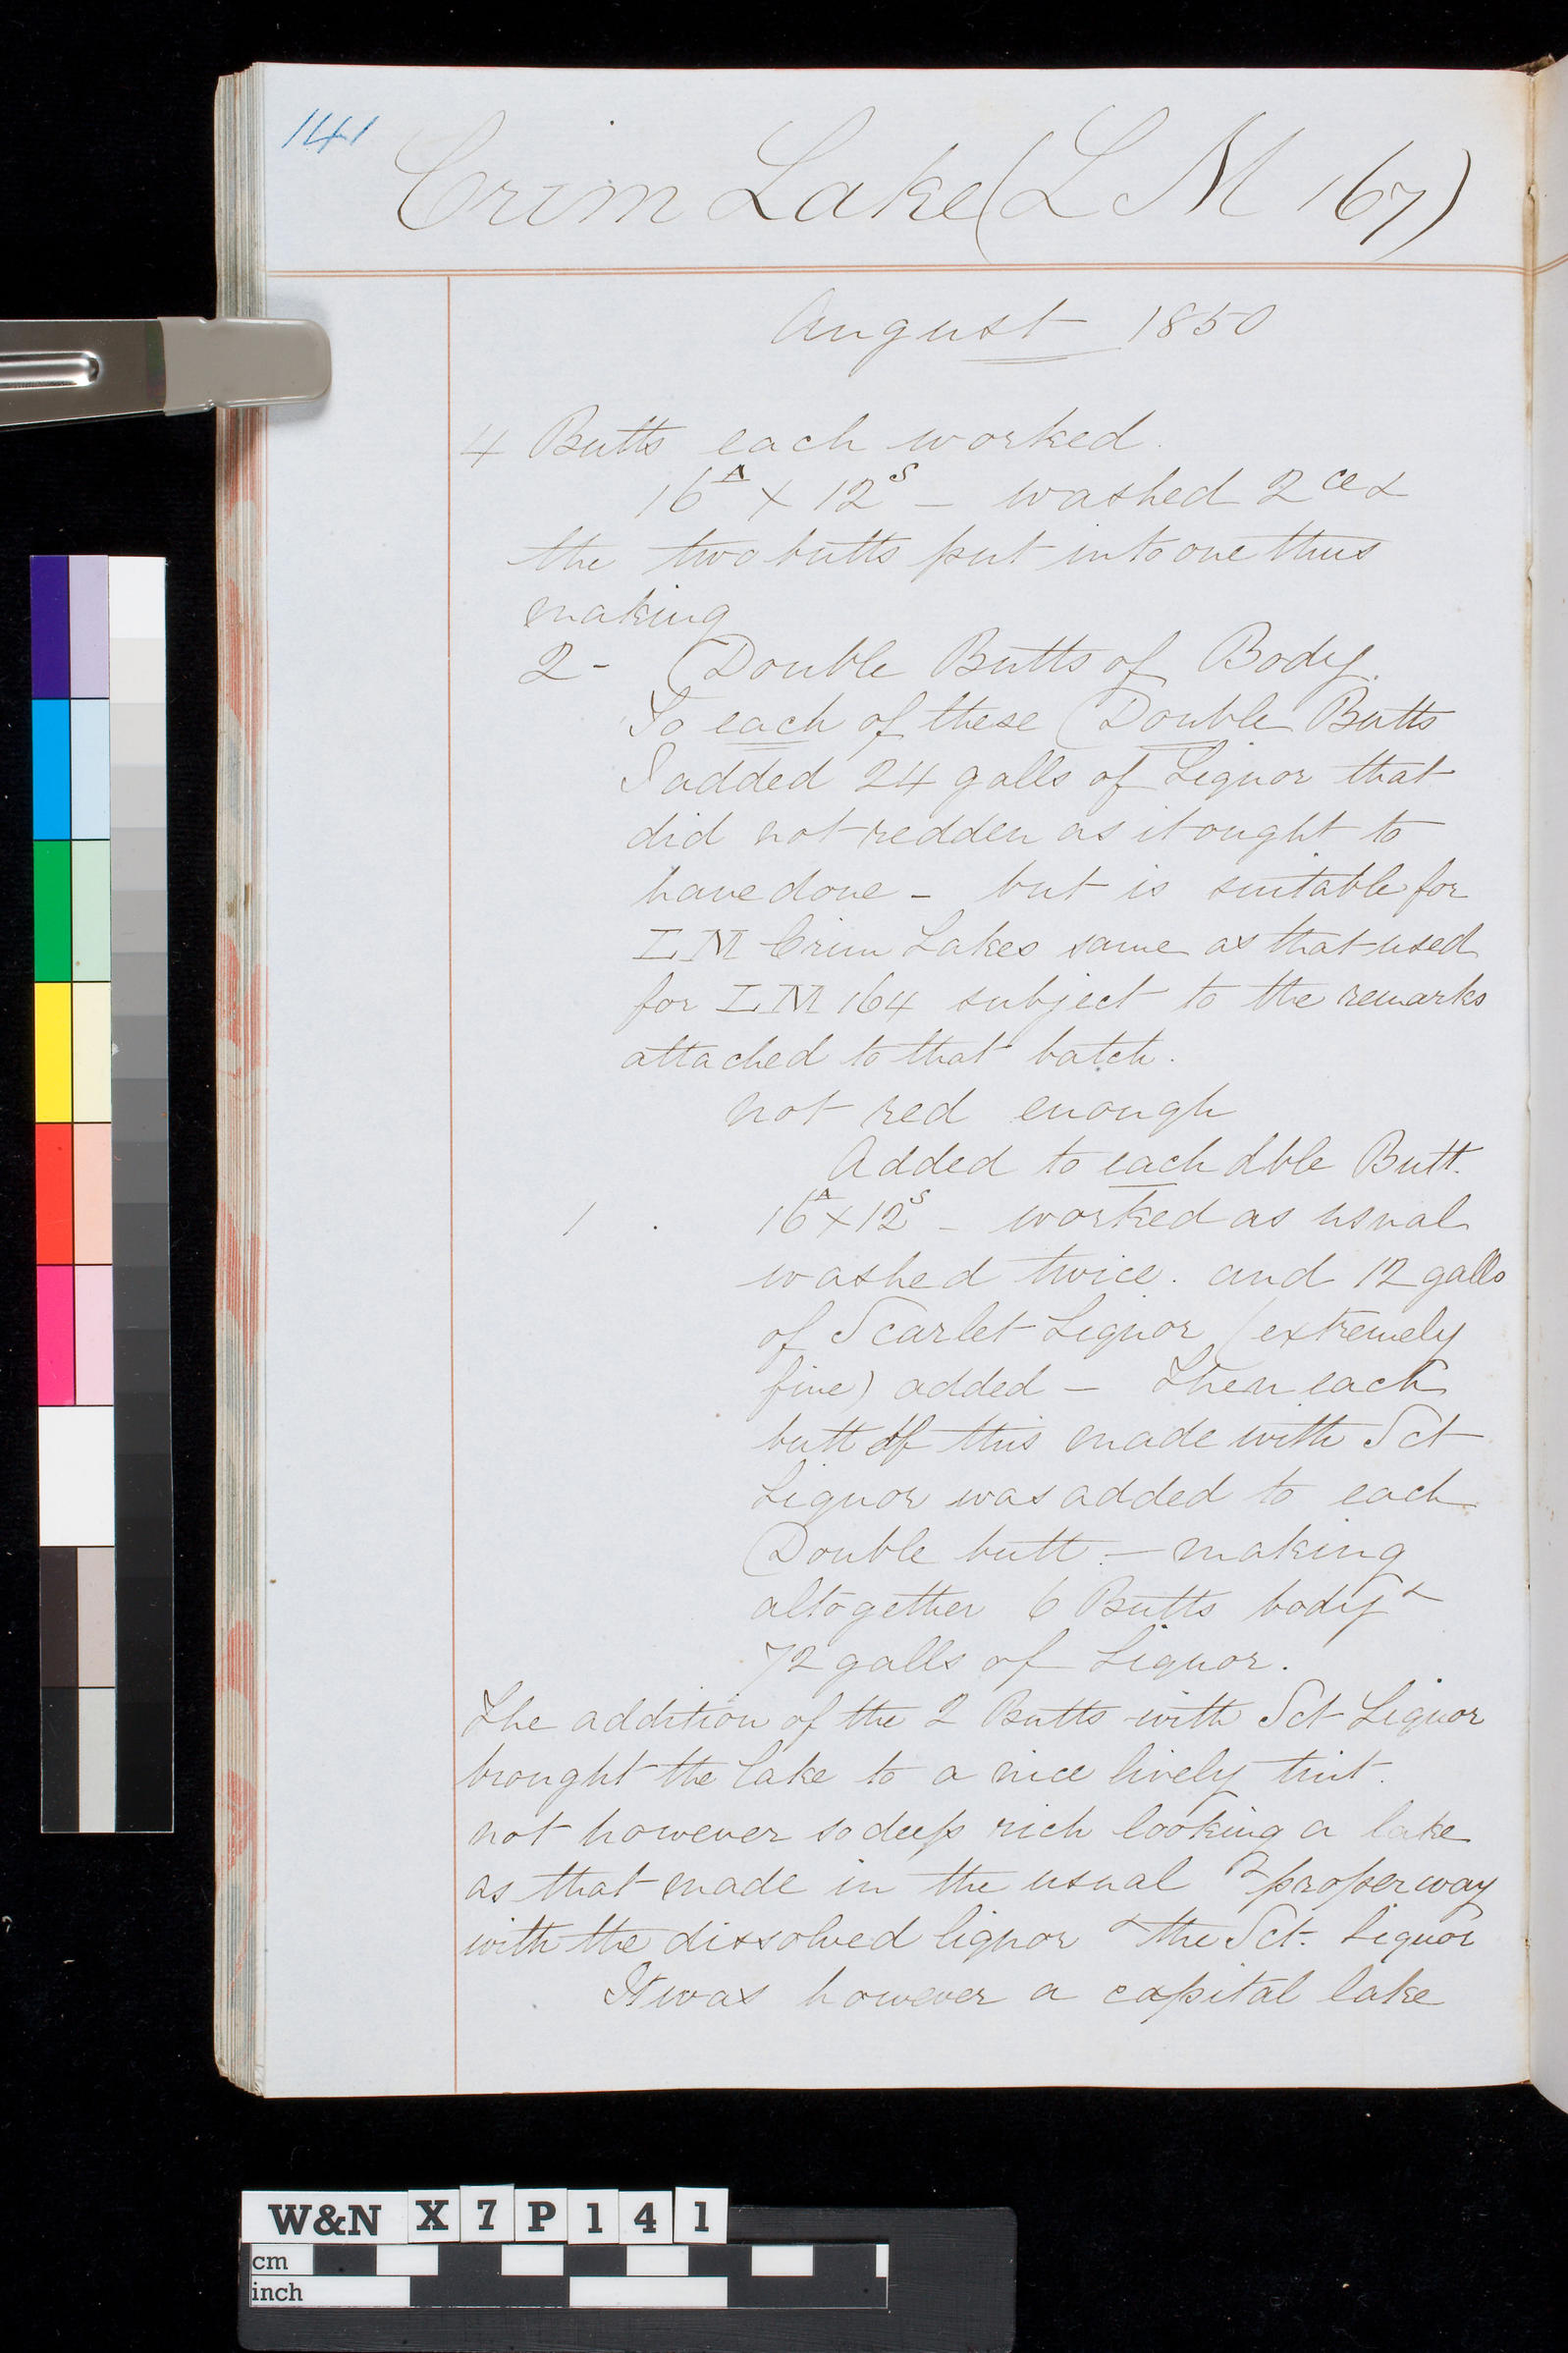 141
Crim Lake (LM 167)
August 1850
4 Butts each worked.
16^A x 12^S – washed 2ce &
the two butts put into one thus
making
2 - Double Butts of Body.
To each of these Double Butts
I added 24 galls of Liquor that
did not redden as it ought to
have done – but is suitable for
LM Crim Lakes same as that used
for LM 164 subject to the remarks
attached to that batch.
not red enough
Added to each dble Butt.
1 . 16^A x 12^S – worked as usual
washed twice. and 12 galls
of Scarlet Liquor (extremely
fine) added – Then each
butt of this made with Sct
Liquor was added to each
Double butt – making
altogether 6 Butts body &
72 galls of Liquor.
The addition of the 2 Butts with Sct Liquor
brought the lake to a nice lively tint.
not however so deep rich looking a lake
as that made in the usual & proper way
with the dissolved liquor & the Sct. Liquor
It was however a capital lake
W&N X 7 P 1 4 1
cm
inch